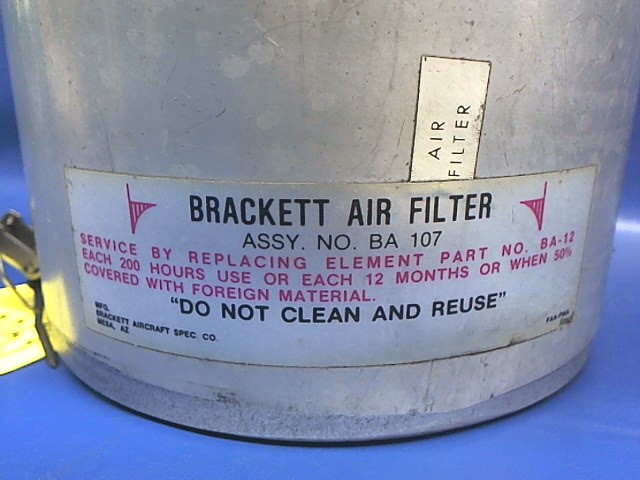 AIR
FILTER
BRACKETT AIR FILTER
ASSY. NO. BA 107
SERVICE BY REPLACING ELEMENT PART NO. BA-12
EACH 200 HOURS USE OR EACH 12 MONTHS OR WHEN 50%
COVERED WITH FOREIGN MATERIAL.
"DO NOT CLEAN AND REUSE"
MFG.
BRACKETT AIRCRAFT SPEC. CO.
MESA, AZ
FAA-PMA